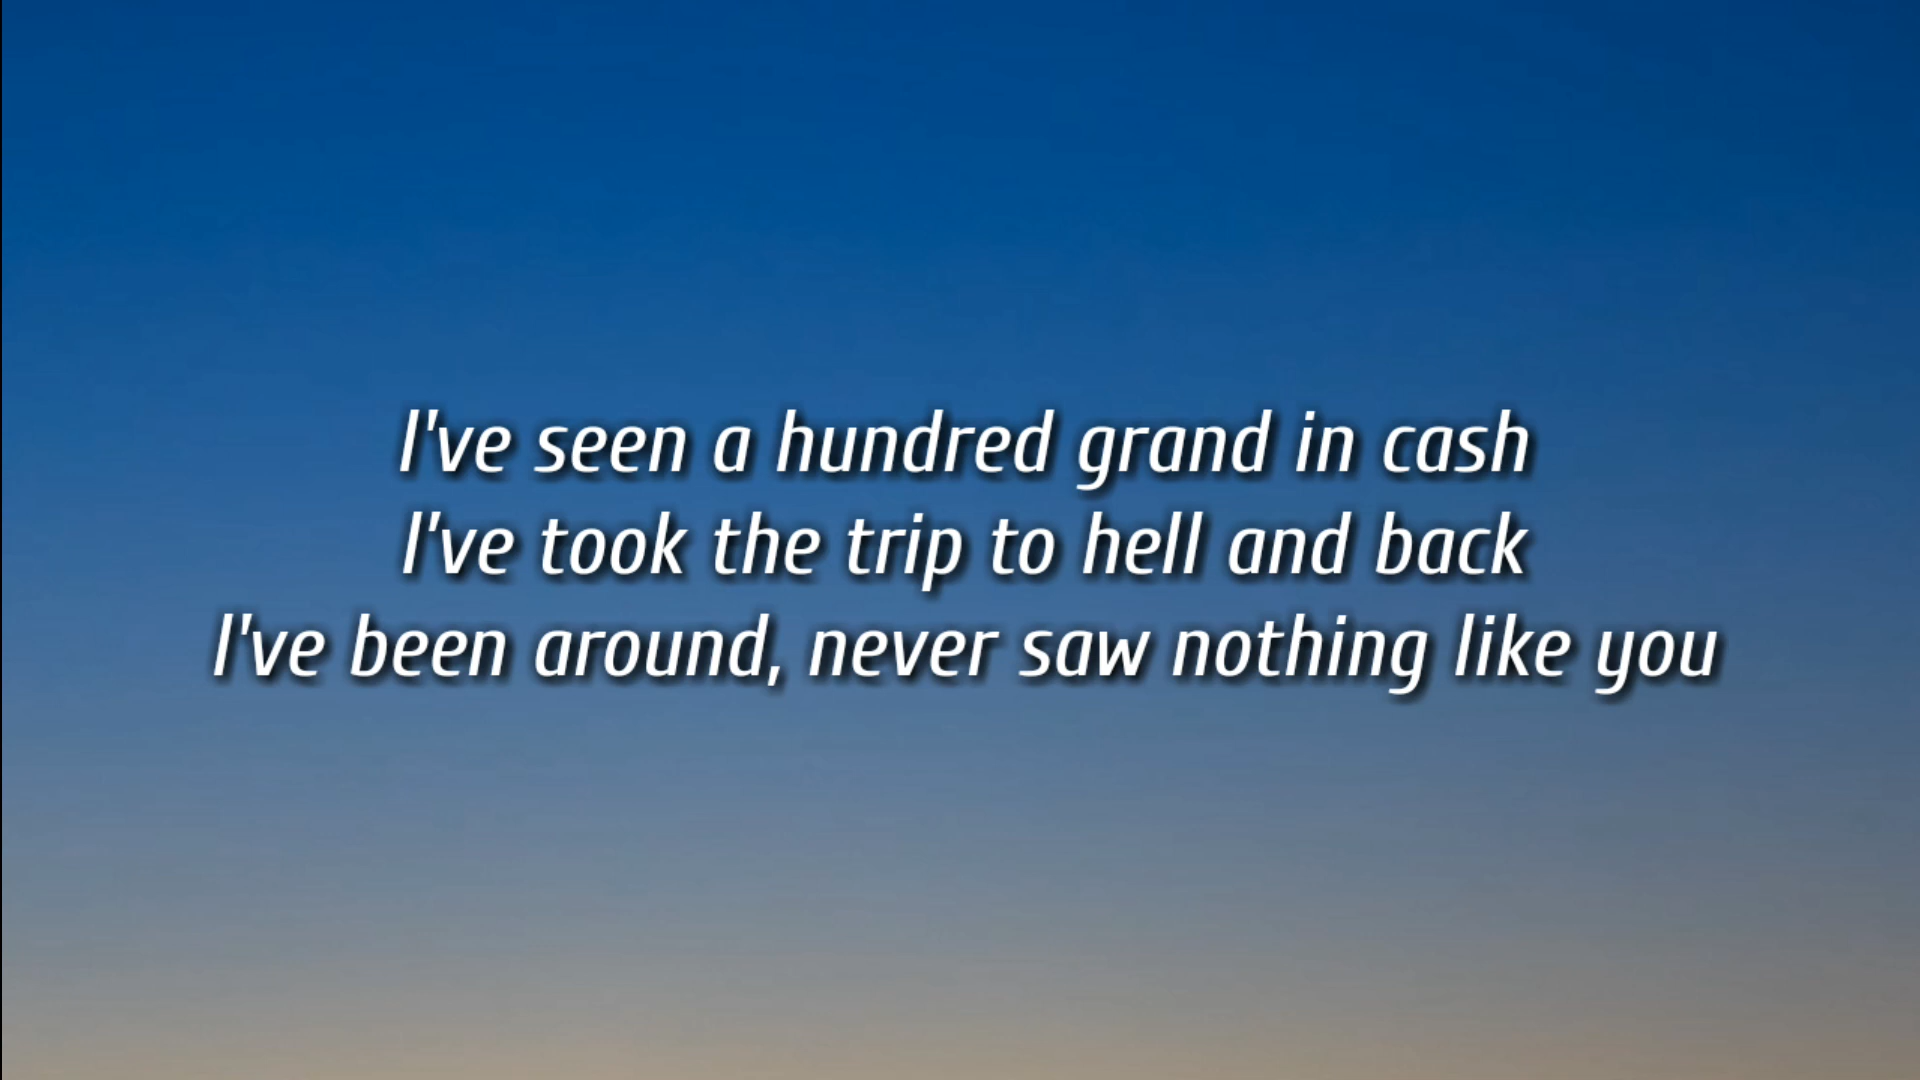 I've seen a hundred grand in cash
I've took the trip to hell and back
I've been around, never saw nothing like you